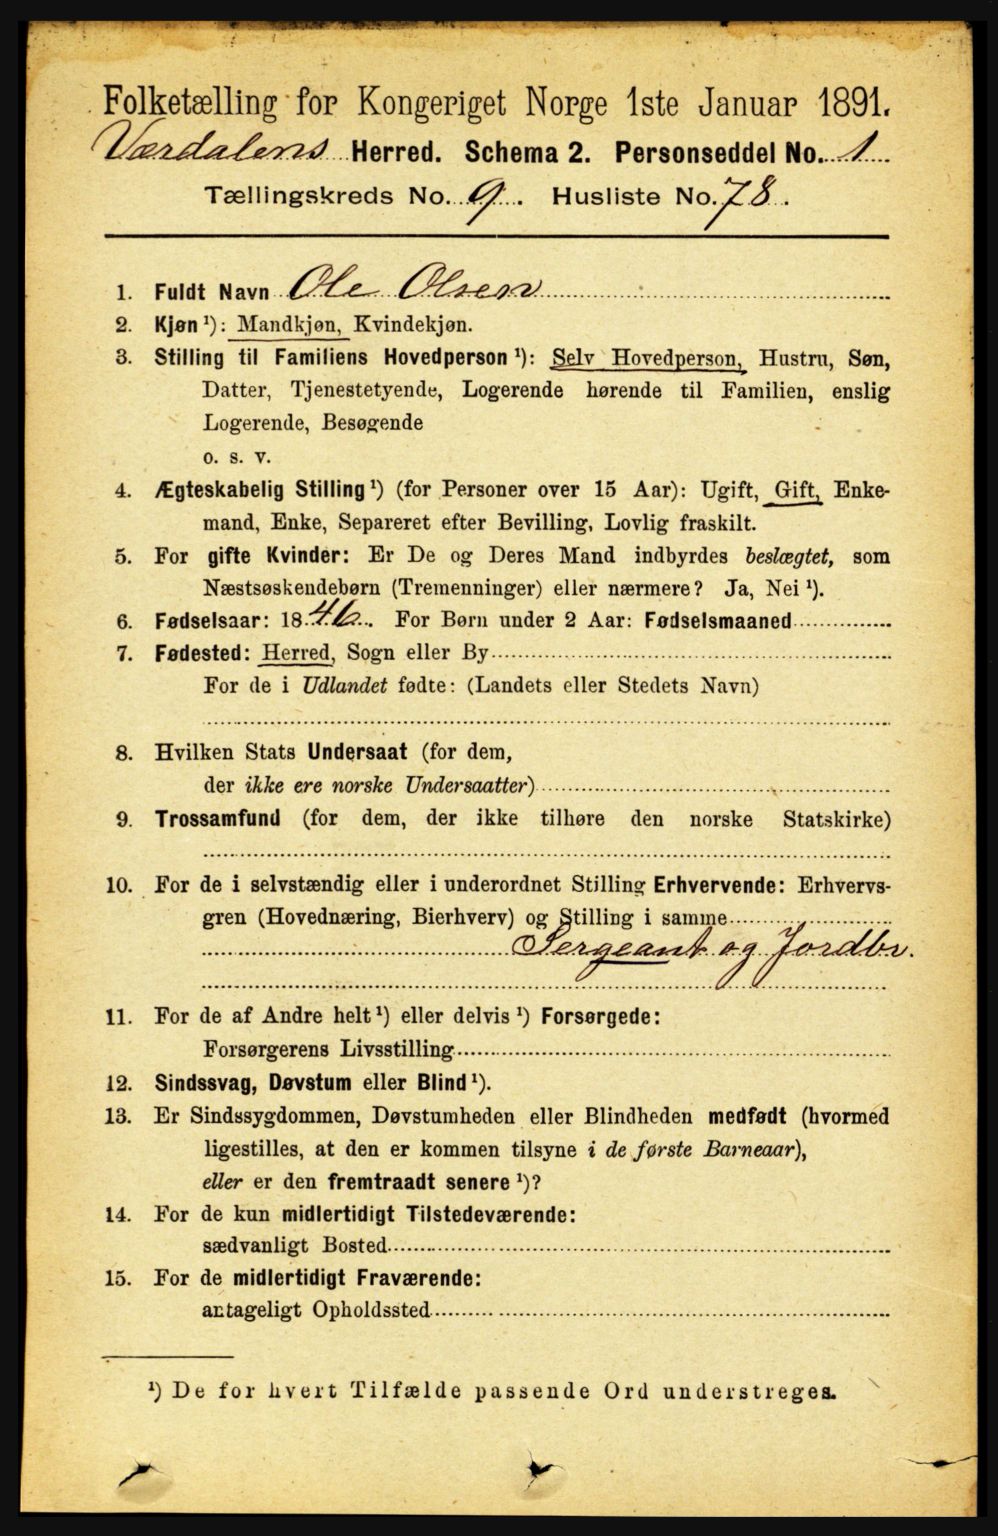 Folketælling for Kongeriget Norge 1ste Januar 1891.
Værdalens Herred. Schema 2. Personseddel No. 1
Tællingskreds No. 9. Husliste No. 78.
1. Fuldt Navn Ole Olsen
2. Kjøn ¹): Mandkjøn, Kvindekjøn.
3. Stilling til Familiens Hovedperson ¹): Selv Hovedperson, Hustru, Søn,
Datter, Tjenestetyende, Logerende hørende til Familien, enslig
Logerende, Besøgende
o. s. v.
4. Ægteskabelig Stilling ¹) (for Personer over 15 Aar): Ugift, Gift, Enke-
mand, Enke, Separeret efter Bevilling, Lovlig fraskilt.
5. For gifte Kvinder: Er De og Deres Mand indbyrdes beslægtet, som
Næstsøskendebørn (Tremenninger) eller nærmere? Ja, Nei ¹).
6. Fødselsaar: 1846. For Børn under 2 Aar: Fødselsmaaned
7. Fødested: Herred, Sogn eller By
For de i Udlandet fødte: (Landets eller Stedets Navn)
8. Hvilken Stats Undersaat (for dem,
der ikke ere norske Undersaatter)
9. Trossamfund (for dem, der ikke tilhøre den norske Statskirke)
10. For de i selvstændig eller i underordnet Stilling Erhvervende: Erhvervs-
gren (Hovednæring, Bierhverv) og Stilling i samme
Sergeant og Jordbr.
11. For de af Andre helt ¹) eller delvis ¹) Forsørgede:
Forsørgerens Livsstilling
12. Sindssvag, Døvstum eller Blind ¹).
13. Er Sindssygdommen, Døvstumheden eller Blindheden medfødt (hvormed
ligestilles, at den er kommen tilsyne i de første Barneaar),
eller er den fremtraadt senere ¹)?
14. For de kun midlertidigt Tilstedeværende:
sædvanligt Bosted
15. For de midlertidigt Fraværende:
antageligt Opholdssted
¹) De for hvert Tilfælde passende Ord understreges.